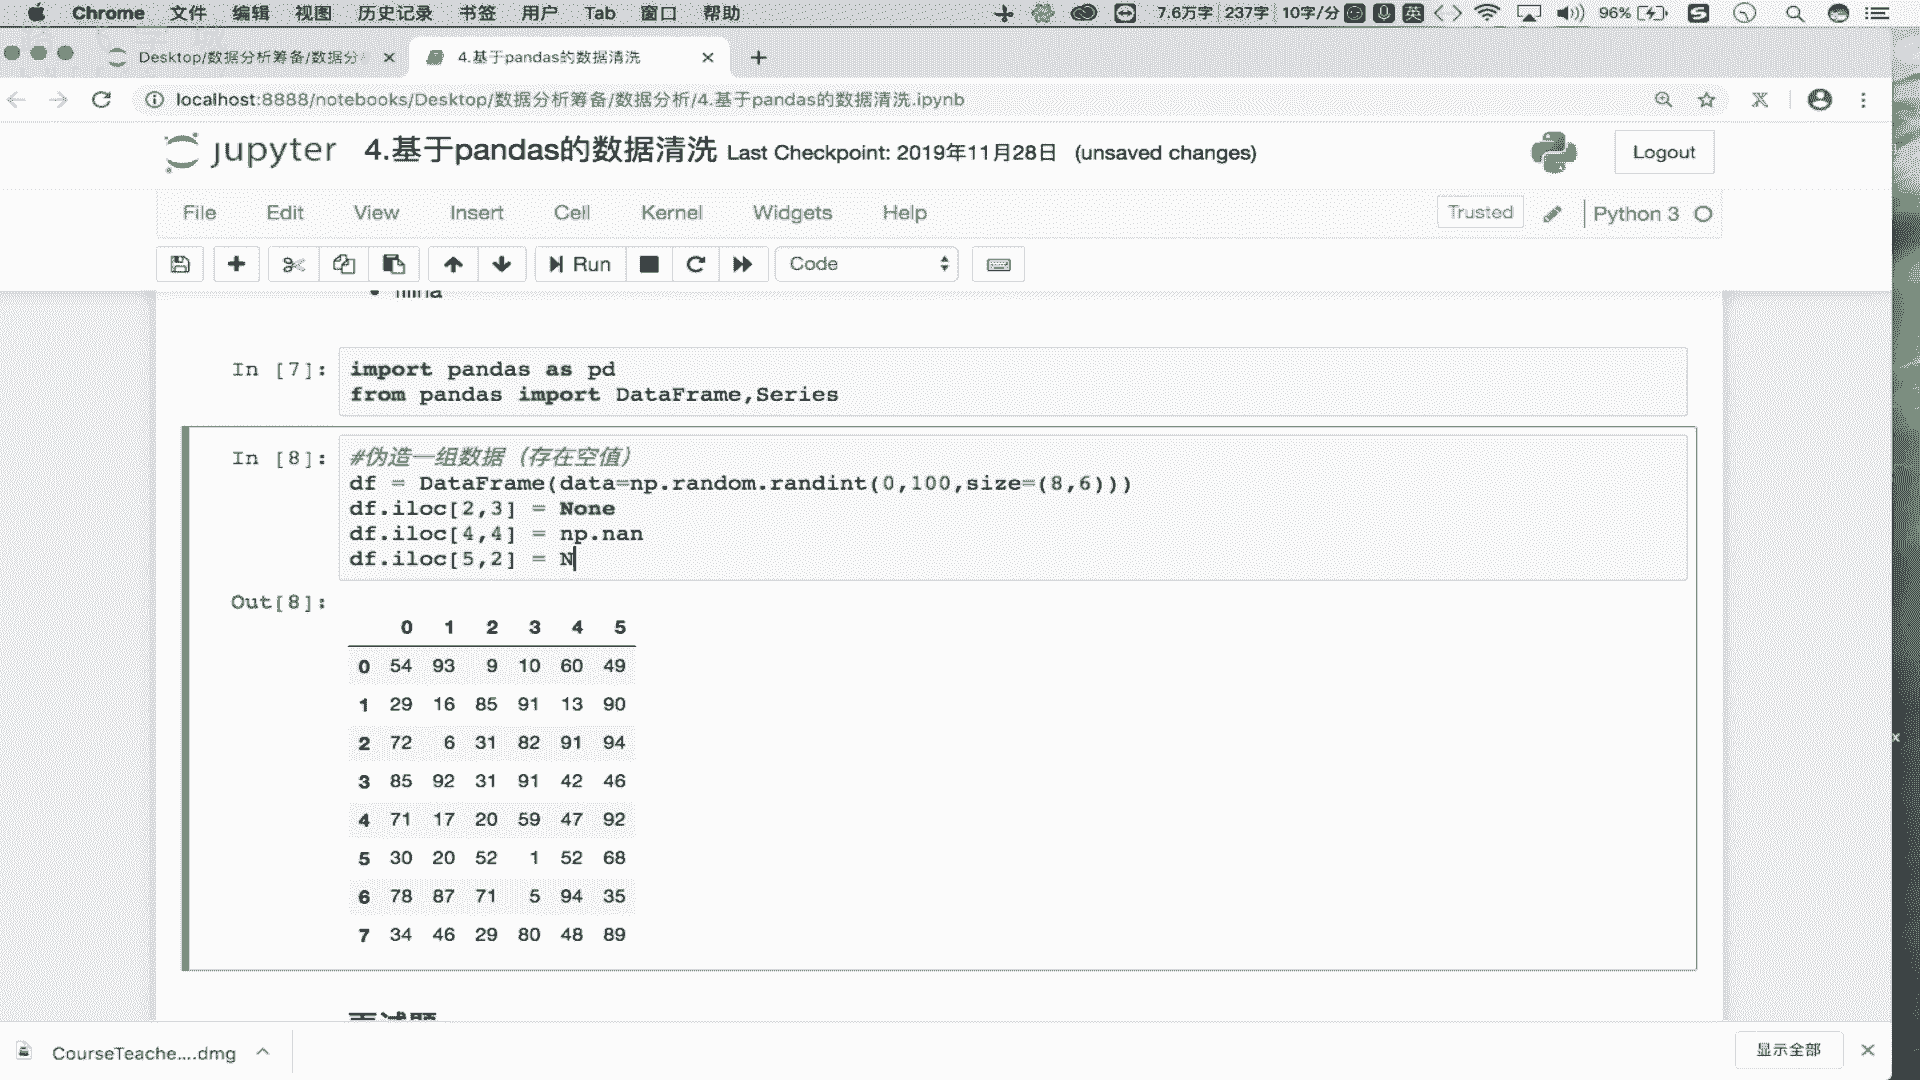 Chrome 文件 编辑 视图 历史记录 书签 用户 Tab 窗口 帮助 7.6万字 237字 10字/分 英 96%
Desktop/数据分析筹备/数据分
4.基于pandas的数据清洗
localhost:8888/notebooks/Desktop/数据分析筹备/数据分析/4.基于pandas的数据清洗.ipynb
jupyter 4.基于pandas的数据清洗 Last Checkpoint: 2019年11月28日 (unsaved changes) Logout
File Edit View Insert Cell Kernel Widgets Help Trusted Python 3
Run Code
In [7]: import pandas as pd
from pandas import DataFrame,Series
In [8]: #伪造一组数据（存在空值）
df = DataFrame(data=np.random.randint(0,100,size=(8,6)))
df.iloc[2,3] = None
df.iloc[4,4] = np.nan
df.iloc[5,2] = N
Out[8]:
0 1 2 3 4 5
0 54 93 9 10 60 49
1 29 16 85 91 13 90
2 72 6 31 82 91 94
3 85 92 31 91 42 46
4 71 17 20 59 47 92
5 30 20 52 1 52 68
6 78 87 71 5 94 35
7 34 46 29 80 48 89
CourseTeache....dmg 显示全部